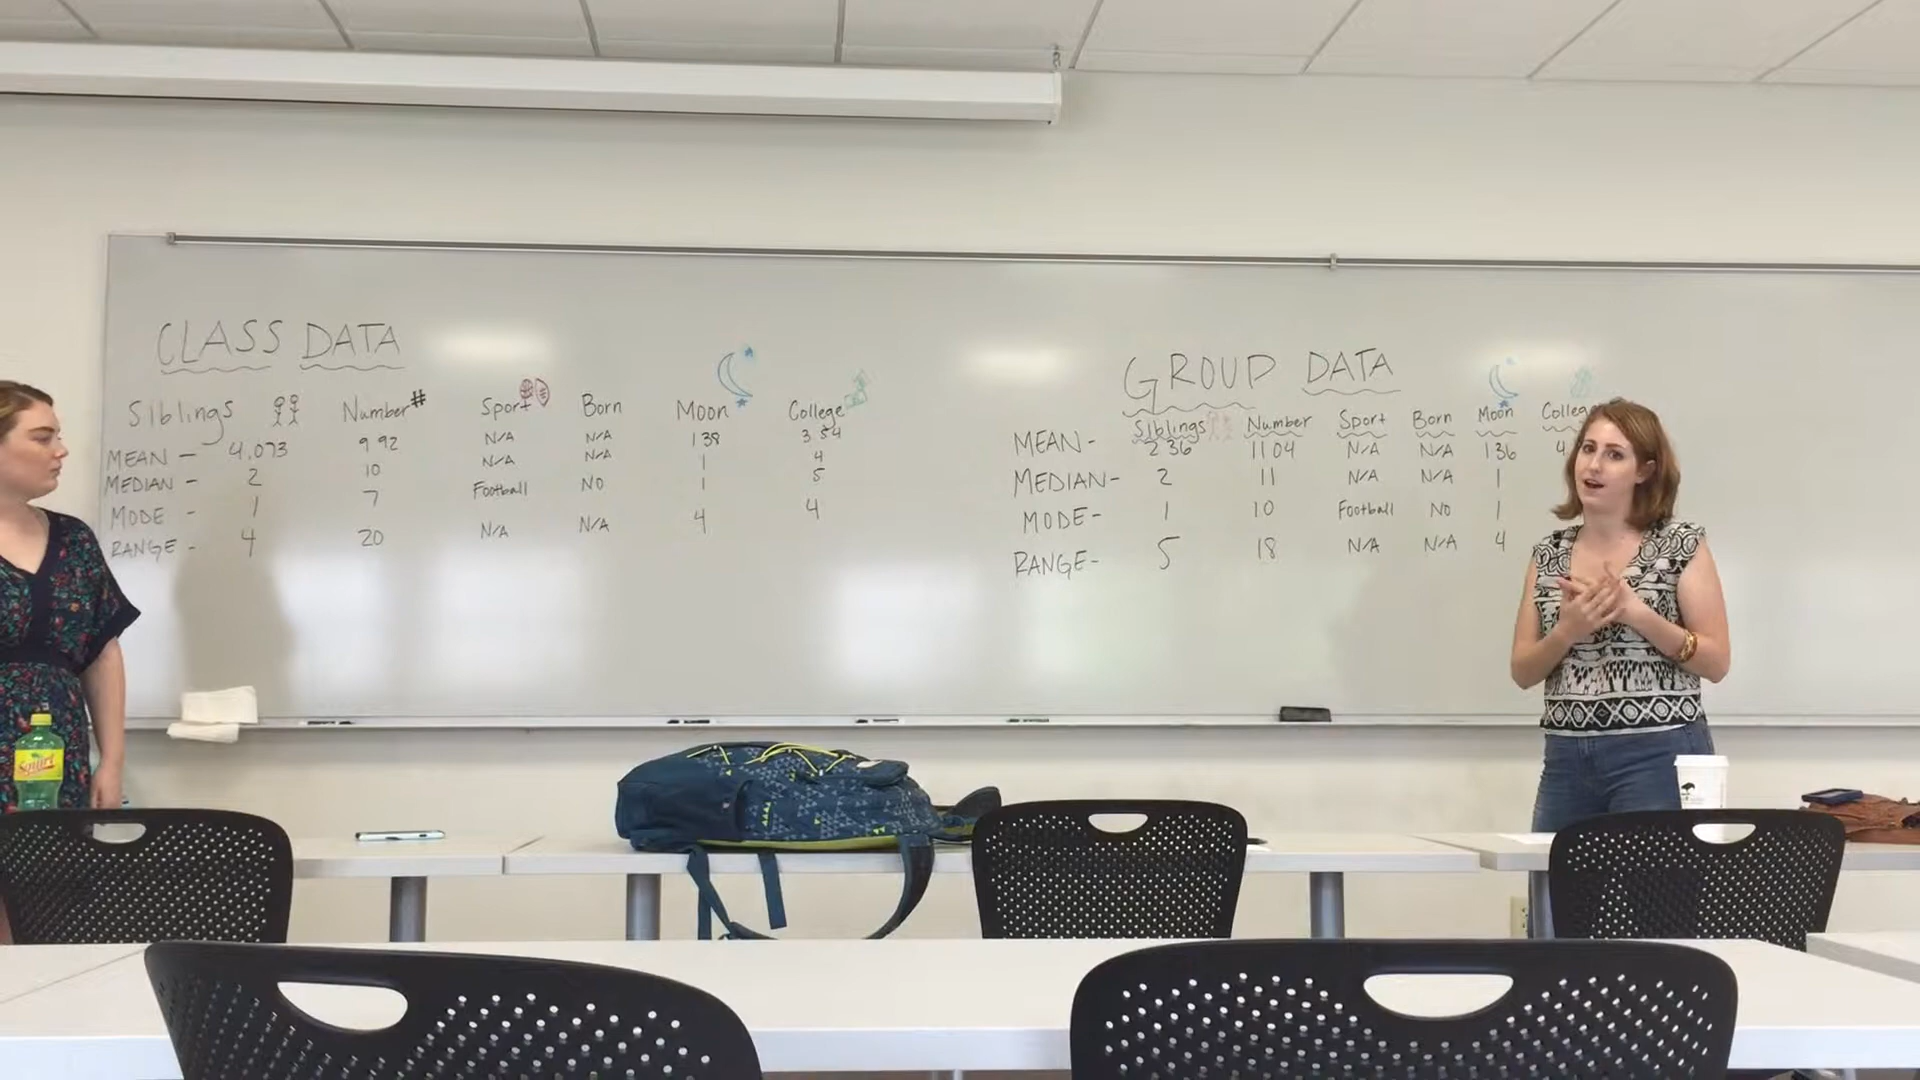 CLASS DATA
Siblings Number# Sport Born Moon College
MEAN - 4.073 9.92 N/A N/A 1.38 3.54
MEDIAN - 2 10 N/A N/A 1 4
MODE - 1 7 Football NO 1 5
RANGE - 4 20 N/A N/A 4 4
GROUP DATA
Siblings Number Sport Born Moon College
MEAN- 2.36 11.04 N/A N/A 1.36 4
MEDIAN- 2 11 N/A N/A 1
MODE- 1 10 Football NO 1
RANGE- 5 18 N/A N/A 4
Squirt